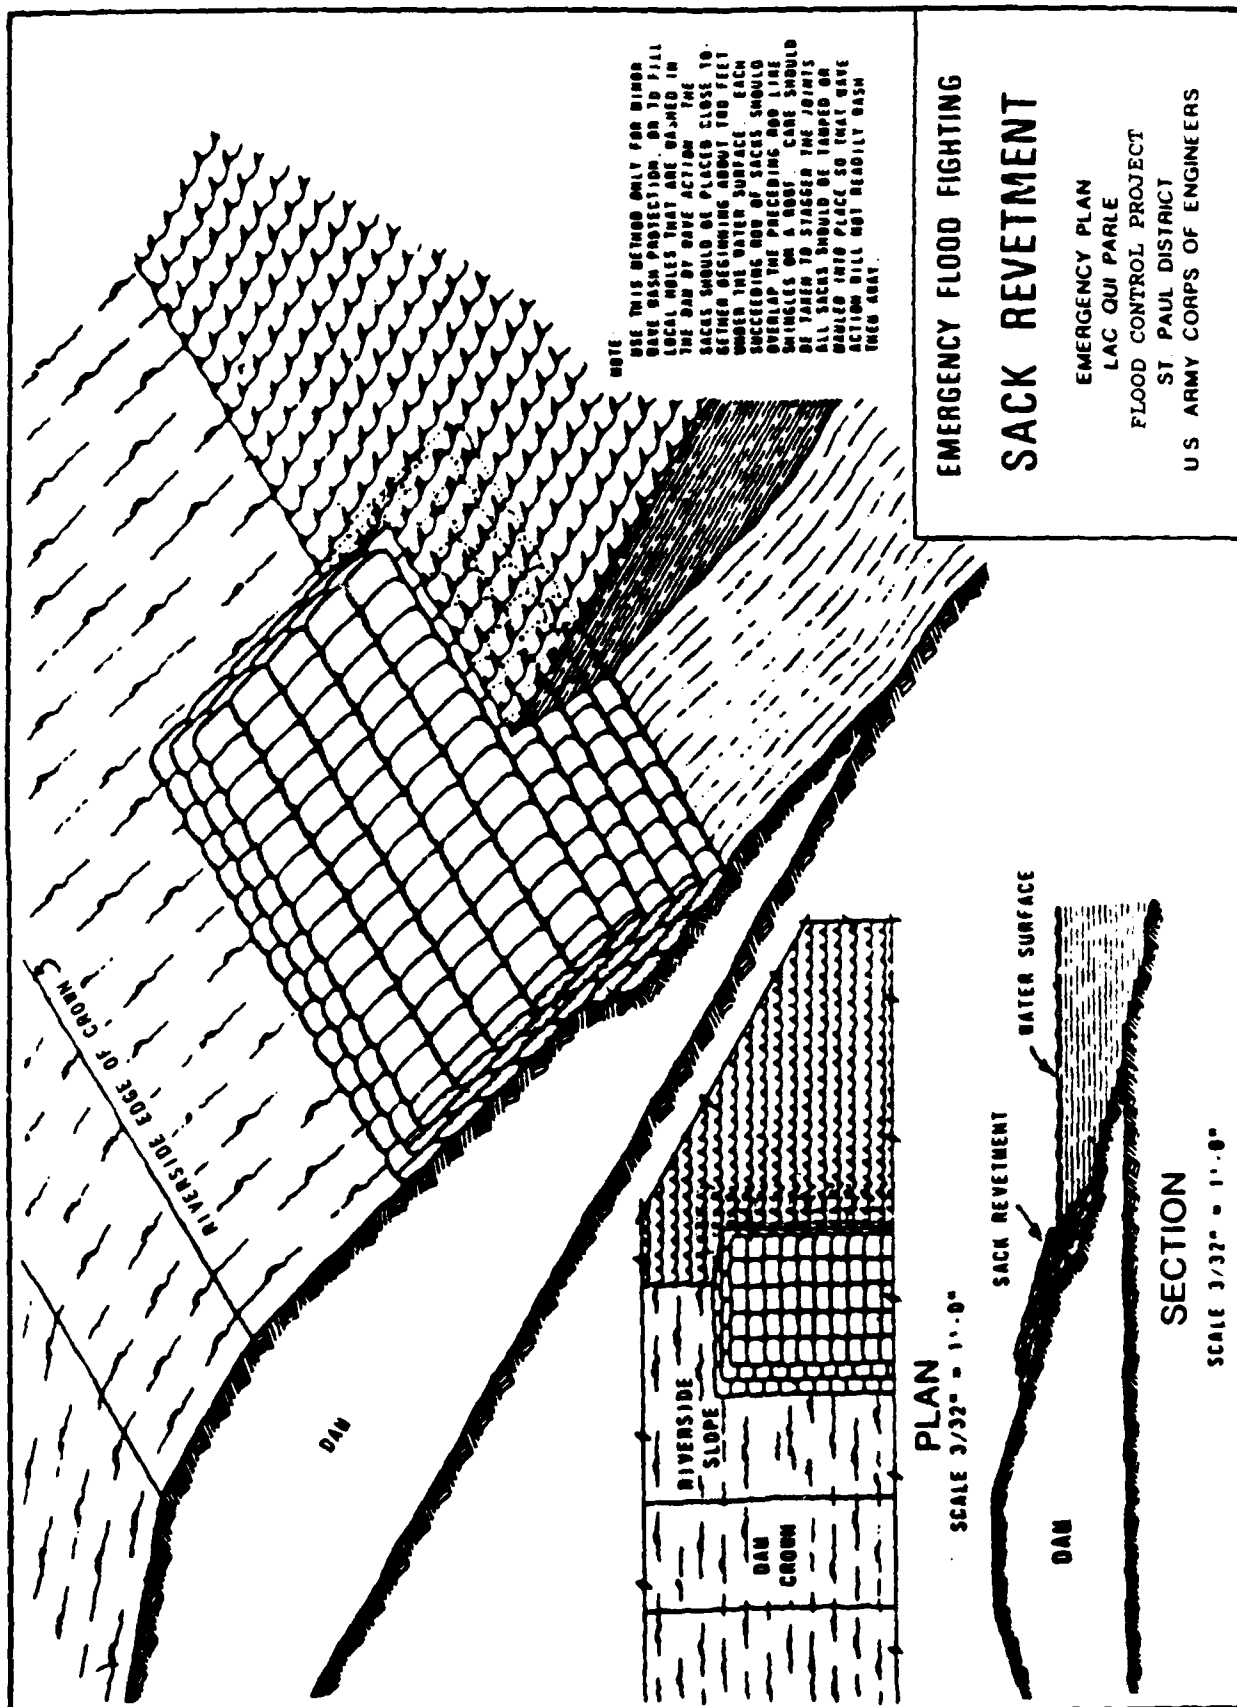 NOTE
USE THIS METHOD ONLY FOR MINOR
WAVE WASH PROTECTION, OR TO FILL
LOCAL HOLES THAT ARE WASHED IN
THE DAM BY WAVE ACTION THE
SACKS SHOULD BE PLACED CLOSE TO-
GETHER BEGINNING ABOUT TWO FEET
UNDER THE WATER SURFACE. EACH
SUCCEEDING ROW OF SACKS SHOULD
OVERLAP THE PRECEDING ROW LIKE
SHINGLES ON A ROOF. CARE SHOULD
BE TAKEN TO STAGGER THE JOINTS
ALL SACKS SHOULD BE TAMPED OR
MAULED INTO PLACE SO THAT WAVE
ACTION WILL NOT READILY WASH
THEM AWAY.
RIVERSIDE EDGE OF CROWN
DAM
RIVERSIDE
SLOPE
DAM
CROWN
PLAN
SCALE 3/32" = 1'-0"
SACK REVETMENT
WATER SURFACE
DAM
SECTION
SCALE 3/32" = 1'-0"
EMERGENCY FLOOD FIGHTING
SACK REVETMENT
EMERGENCY PLAN
LAC QUI PARLE
FLOOD CONTROL PROJECT
ST. PAUL DISTRICT
US ARMY CORPS OF ENGINEERS